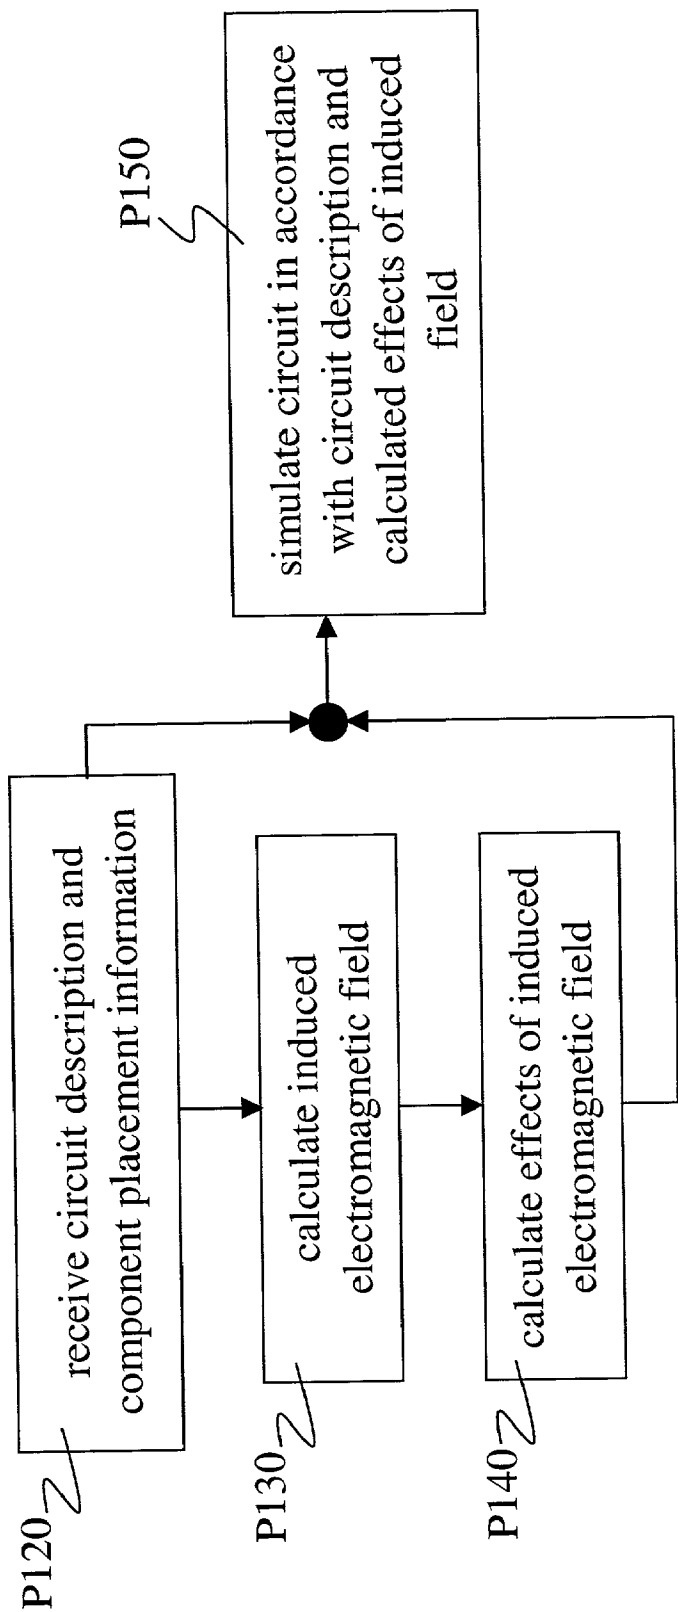 P120
receive circuit description and
component placement information
P130
calculate induced
electromagnetic field
P140
calculate effects of induced
electromagnetic field
P150
simulate circuit in accordance
with circuit description and
calculated effects of induced
field